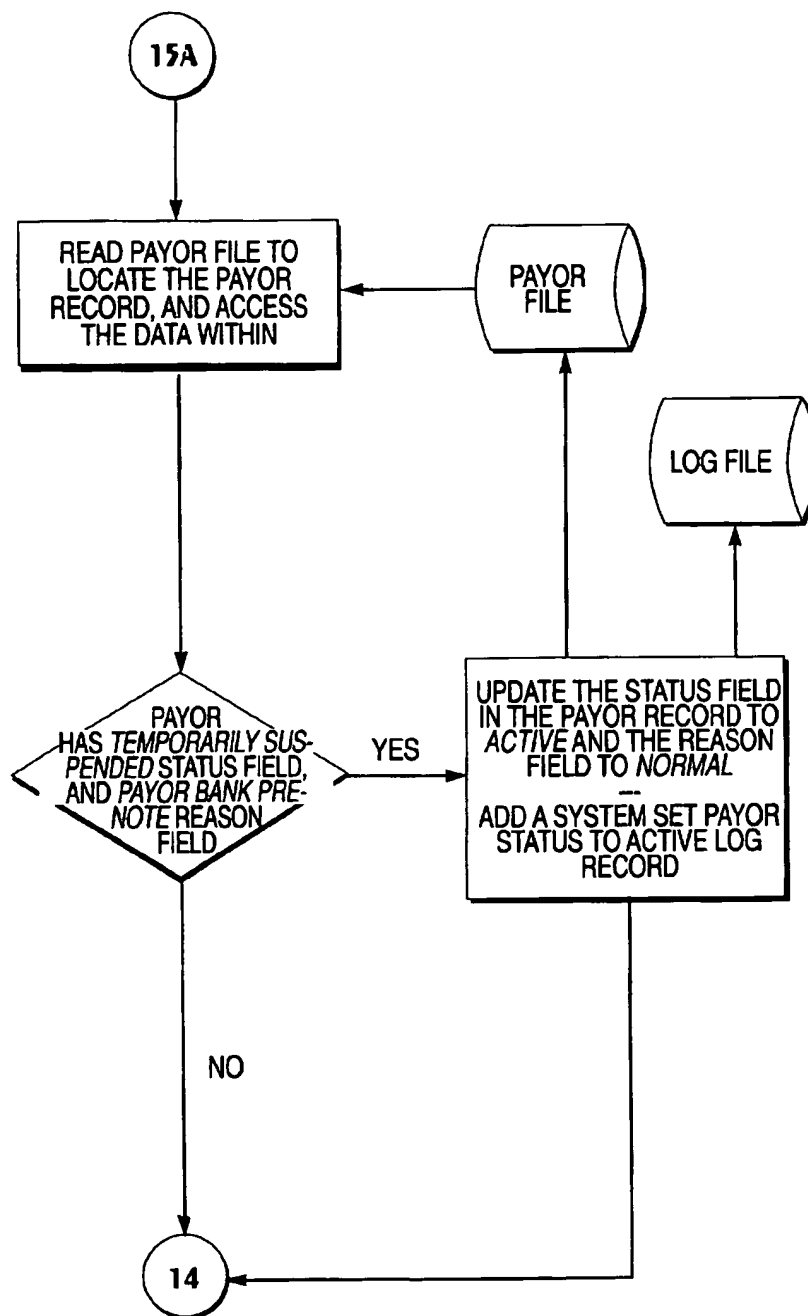 15A
READ PAYOR FILE TO
LOCATE THE PAYOR
RECORD, AND ACCESS
THE DATA WITHIN
PAYOR
FILE
LOG FILE
PAYOR
HAS TEMPORARILY SUS-
PENDED STATUS FIELD,
AND PAYOR BANK PRE-
NOTE REASON
FIELD
YES
UPDATE THE STATUS FIELD
IN THE PAYOR RECORD TO
ACTIVE AND THE REASON
FIELD TO NORMAL
---
ADD A SYSTEM SET PAYOR
STATUS TO ACTIVE LOG
RECORD
NO
14